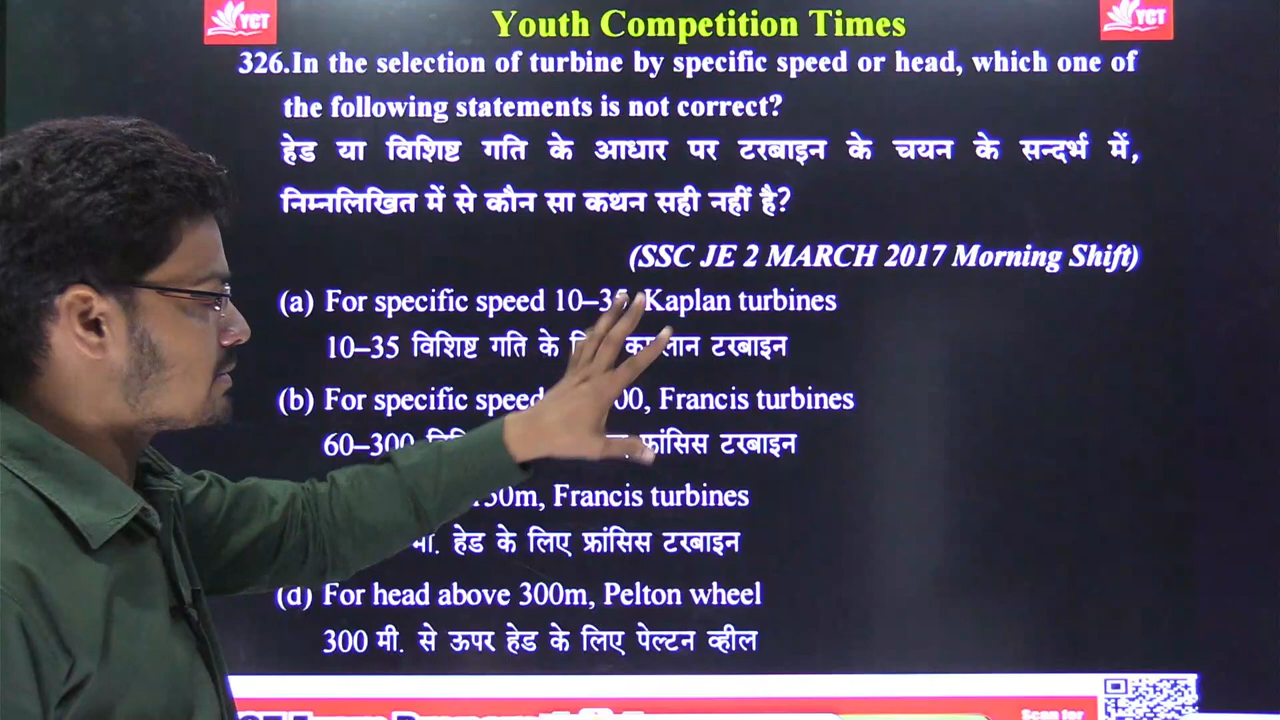 YCT
Youth Competition Times
YCT
326.In the selection of turbine by specific speed or head, which one of
the following statements is not correct?
हेड या विशिष्ट गति के आधार पर टरबाइन के चयन के सन्दर्भ में,
निम्नलिखित में से कौन सा कथन सही नहीं है?
(SSC JE 2 MARCH 2017 Morning Shift)
(a) For specific speed 10–35, Kaplan turbines
10–35 विशिष्ट गति के टरबाइन
(b) For specific speed Francis turbines
60–300 फ्रांसिस टरबाइन
Francis turbines
मी. हेड के लिए फ्रांसिस टरबाइन
(d) For head above 300m, Pelton wheel
300 मी. से ऊपर हेड के लिए पेल्टन व्हील
Scan for